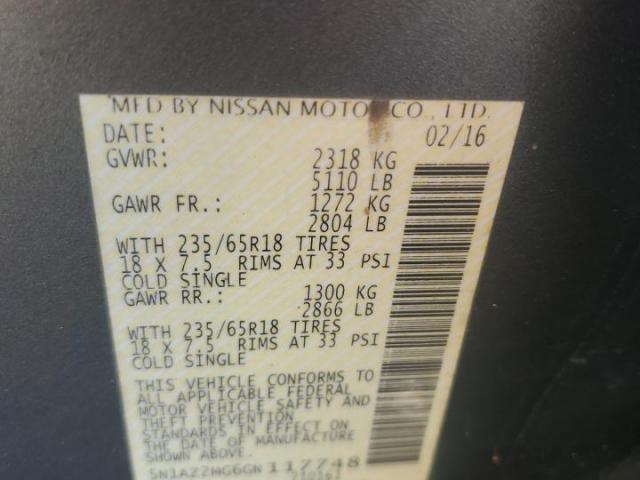 MFD BY NISSAN MOTOR CO., LTD.
DATE: 02/16
GVWR: 2318 KG
5110 LB
GAWR FR.: 1272 KG
2804 LB
WITH 235/65R18 TIRES
18 X 7.5 RIMS AT 33 PSI
COLD SINGLE
GAWR RR.: 1300 KG
2866 LB
WITH 235/65R18 TIRES
18 X 7.5 RIMS AT 33 PSI
COLD SINGLE
THIS VEHICLE CONFORMS TO
ALL APPLICABLE FEDERAL
MOTOR VEHICLE SAFETY AND
THEFT PREVENTION
STANDARDS IN EFFECT ON
THE DATE OF MANUFACTURE
SHOWN ABOVE.
5N1AZ2MG6GN117748